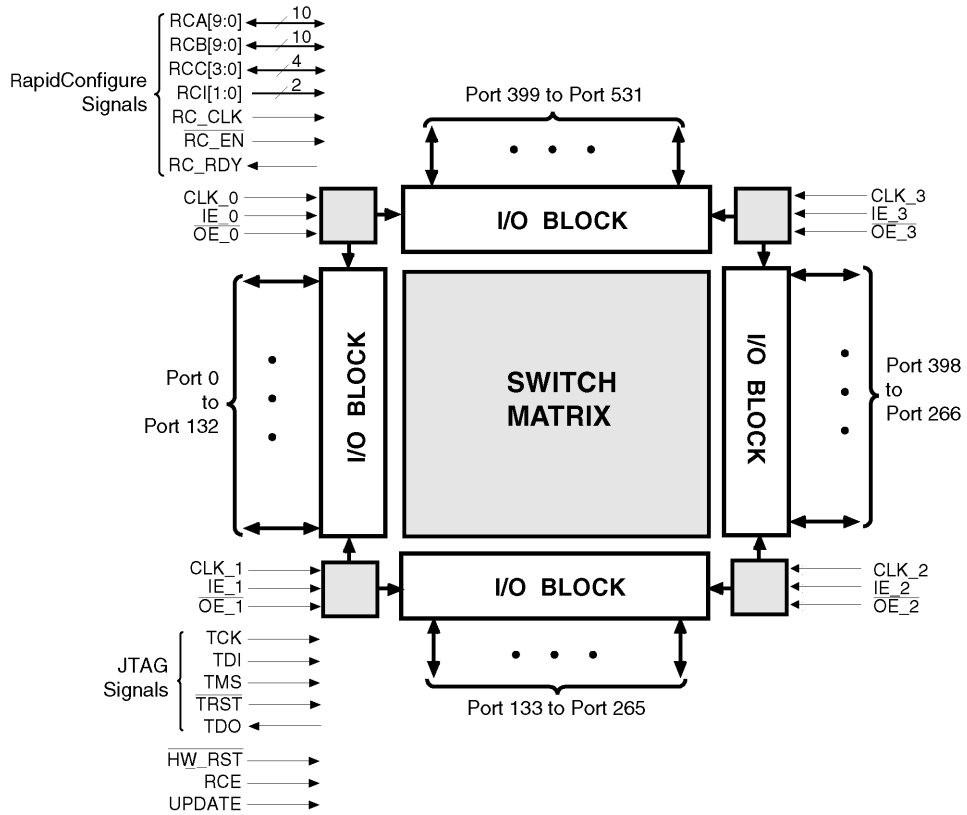 RCA[9:0] 10
RCB[9:0] 10
RCC[3:0] 4
RCI[1:0] 2
RC_CLK
RC_EN
RC_RDY
RapidConfigure
Signals
Port 399 to Port 531
CLK_0
IE_0
OE_0
I/O BLOCK
CLK_3
IE_3
OE_3
Port 0
to
Port 132
I/O BLOCK
SWITCH
MATRIX
I/O BLOCK
Port 398
to
Port 266
CLK_1
IE_1
OE_1
I/O BLOCK
CLK_2
IE_2
OE_2
Port 133 to Port 265
JTAG
Signals
TCK
TDI
TMS
TRST
TDO
HW_RST
RCE
UPDATE